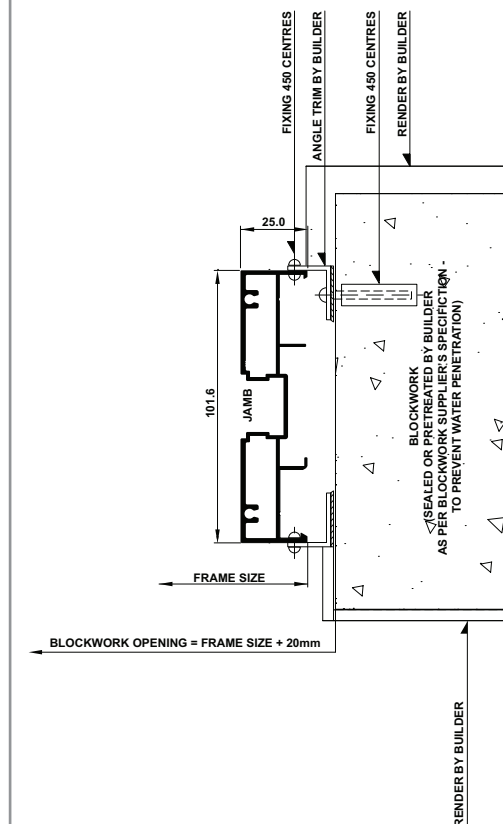 FIXING 450 CENTRES
ANGLE TRIM BY BUILDER
FIXING 450 CENTRES
RENDER BY BUILDER
25.0
101.6
JAMB
BLOCKWORK
(SEALED OR PRETREATED BY BUILDER
AS PER BLOCKWORK SUPPLIER'S SPECIFICTION -
TO PREVENT WATER PENETRATION)
FRAME SIZE
BLOCKWORK OPENING = FRAME SIZE + 20mm
RENDER BY BUILDER